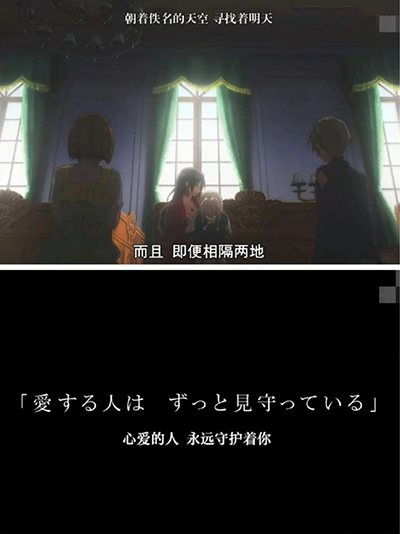 朝着佚名的天空 寻找着明天
而且 即便相隔两地
「愛する人は ずっと見守っている」
心爱的人 永远守护着你